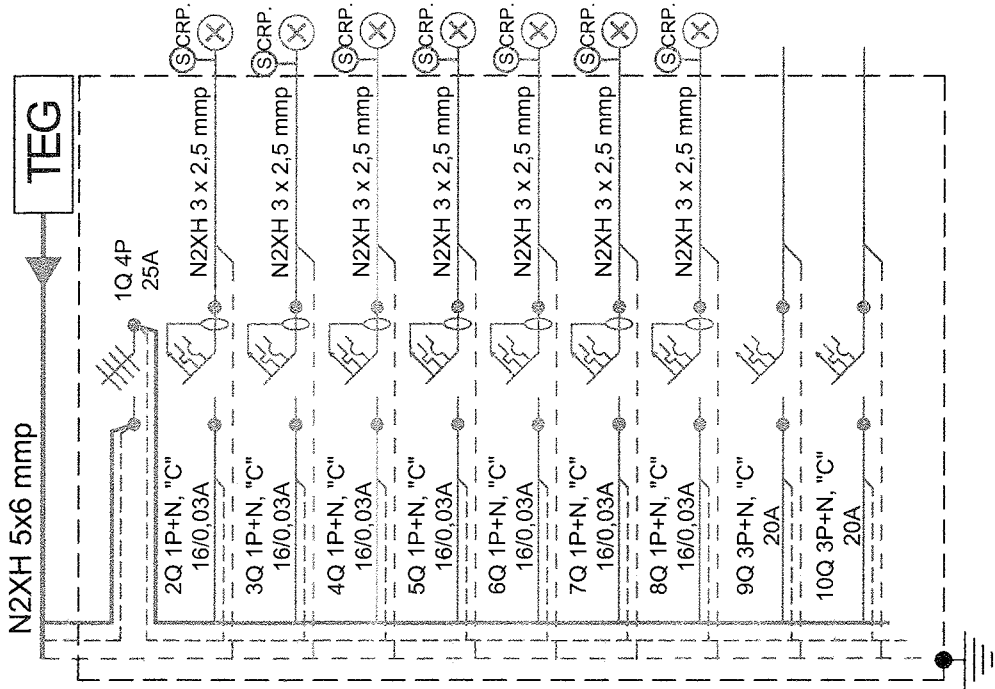 TEG
N2XH 5x6 mmp
1Q 4P
25A
2Q 1P+N, "C"
16/0,03A
N2XH 3 x 2,5 mmp
S CRP.
3Q 1P+N, "C"
16/0,03A
N2XH 3 x 2,5 mmp
S CRP.
4Q 1P+N, "C"
16/0,03A
N2XH 3 x 2,5 mmp
S CRP.
5Q 1P+N, "C"
16/0,03A
N2XH 3 x 2,5 mmp
S CRP.
6Q 1P+N, "C"
16/0,03A
N2XH 3 x 2,5 mmp
S CRP.
7Q 1P+N, "C"
16/0,03A
N2XH 3 x 2,5 mmp
S CRP.
8Q 1P+N, "C"
16/0,03A
N2XH 3 x 2,5 mmp
S CRP.
9Q 3P+N, "C"
20A
10Q 3P+N, "C"
20A